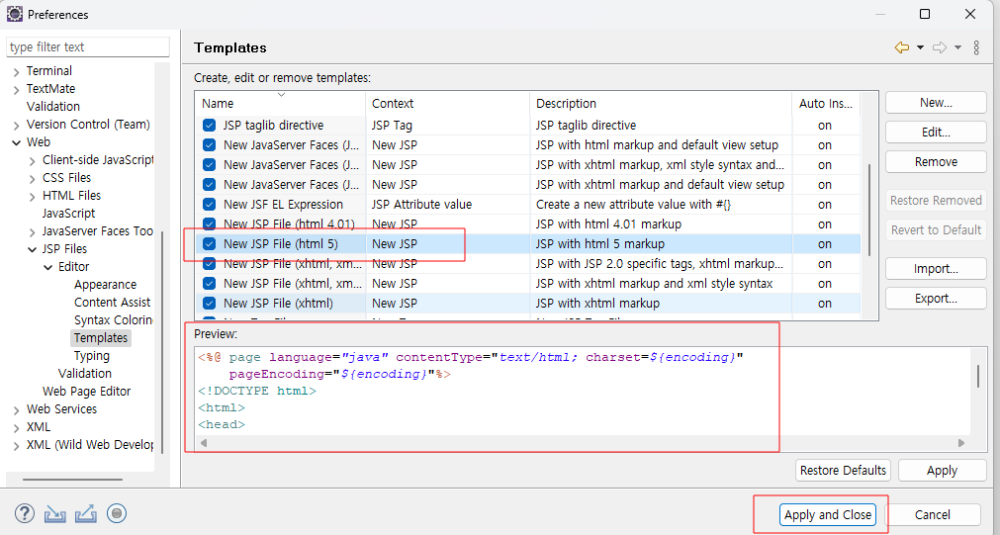 Preferences
type filter text
Terminal
TextMate
Validation
Version Control (Team)
Web
Client-side JavaScript
CSS Files
HTML Files
JavaScript
JavaServer Faces Too
JSP Files
Editor
Appearance
Content Assist
Syntax Colorin
Templates
Typing
Validation
Web Page Editor
Web Services
XML
XML (Wild Web Develop
Templates
Create, edit or remove templates:
Name Context Description Auto Ins...
JSP taglib directive JSP Tag JSP taglib directive on
New JavaServer Faces (J... New JSP JSP with html markup and default view setup on
New JavaServer Faces (J... New JSP JSP with xhtml markup, xml style syntax and... on
New JavaServer Faces (J... New JSP JSP with xhtml markup and default view setup on
New JSF EL Expression JSP Attribute value Create a new attribute value with #{} on
New JSP File (html 4.01) New JSP JSP with html 4.01 markup on
New JSP File (html 5) New JSP JSP with html 5 markup on
New JSP File (xhtml, xm... New JSP JSP with JSP 2.0 specific tags, xhtml markup... on
New JSP File (xhtml, xm... New JSP JSP with xhtml markup and xml style syntax on
New JSP File (xhtml) New JSP JSP with xhtml markup on
New...
Edit...
Remove
Restore Removed
Revert to Default
Import...
Export...
Preview:
<%@ page language="java" contentType="text/html; charset=${encoding}"
pageEncoding="${encoding}"%>
<!DOCTYPE html>
<html>
<head>
Restore Defaults Apply
? Apply and Close Cancel